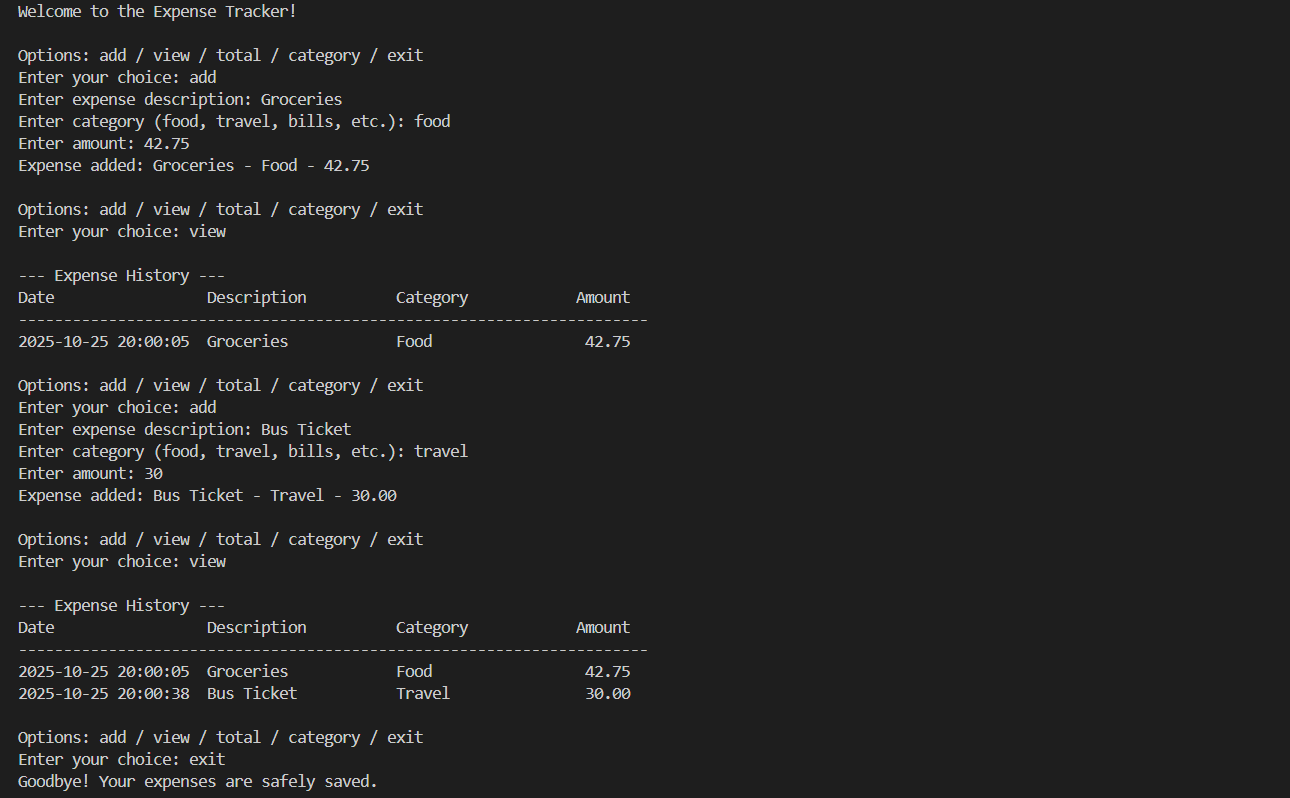 Welcome to the Expense Tracker!

Options: add / view / total / category / exit
Enter your choice: add
Enter expense description: Groceries
Enter category (food, travel, bills, etc.): food
Enter amount: 42.75
Expense added: Groceries - Food - 42.75

Options: add / view / total / category / exit
Enter your choice: view

--- Expense History ---
Date                 Description          Category            Amount
----------------------------------------------------------------------
2025-10-25 20:00:05  Groceries            Food                 42.75

Options: add / view / total / category / exit
Enter your choice: add
Enter expense description: Bus Ticket
Enter category (food, travel, bills, etc.): travel
Enter amount: 30
Expense added: Bus Ticket - Travel - 30.00

Options: add / view / total / category / exit
Enter your choice: view

--- Expense History ---
Date                 Description          Category            Amount
----------------------------------------------------------------------
2025-10-25 20:00:05  Groceries            Food                 42.75
2025-10-25 20:00:38  Bus Ticket           Travel               30.00

Options: add / view / total / category / exit
Enter your choice: exit
Goodbye! Your expenses are safely saved.